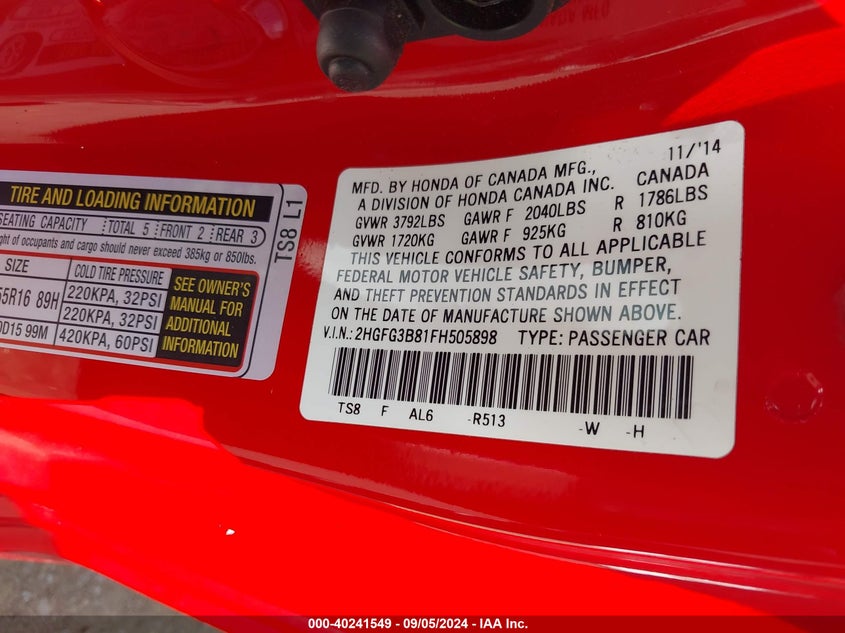 TIRE AND LOADING INFORMATION
SEATING CAPACITY TOTAL 5 FRONT 2 REAR 3
of occupants and cargo should never exceed 385kg or 850lbs.
SIZE COLD TIRE PRESSURE
55R16 89H 220KPA, 32PSI
220KPA, 32PSI
D15 99M 420KPA, 60PSI
SEE OWNER'S
MANUAL FOR
ADDITIONAL
INFORMATION
TS8 L1
11/'14
MFD. BY HONDA OF CANADA MFG.,
A DIVISION OF HONDA CANADA INC. CANADA
GVWR 3792LBS GAWR F 2040LBS R 1786LBS
GVWR 1720KG GAWR F 925KG R 810KG
THIS VEHICLE CONFORMS TO ALL APPLICABLE
FEDERAL MOTOR VEHICLE SAFETY, BUMPER,
AND THEFT PREVENTION STANDARDS IN EFFECT
ON THE DATE OF MANUFACTURE SHOWN ABOVE.
V.I.N.: 2HGFG3B81FH505898 TYPE: PASSENGER CAR
TS8 F AL6 -R513 -W -H
000-40241549 - 09/05/2024 - IAA Inc.